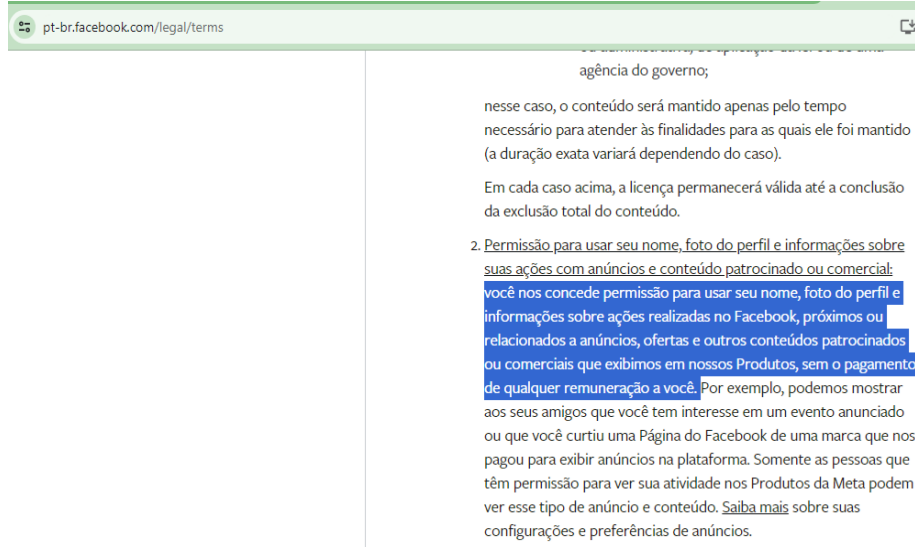 pt-br.facebook.com/legal/terms
agência do governo;
nesse caso, o conteúdo será mantido apenas pelo tempo
necessário para atender às finalidades para as quais ele foi mantido
(a duração exata variará dependendo do caso).
Em cada caso acima, a licença permanecerá válida até a conclusão
da exclusão total do conteúdo.
2. Permissão para usar seu nome, foto do perfil e informações sobre
suas ações com anúncios e conteúdo patrocinado ou comercial:
você nos concede permissão para usar seu nome, foto do perfil e
informações sobre ações realizadas no Facebook, próximos ou
relacionados a anúncios, ofertas e outros conteúdos patrocinados
ou comerciais que exibimos em nossos Produtos, sem o pagamento
de qualquer remuneração a você. Por exemplo, podemos mostrar
aos seus amigos que você tem interesse em um evento anunciado
ou que você curtiu uma Página do Facebook de uma marca que nos
pagou para exibir anúncios na plataforma. Somente as pessoas que
têm permissão para ver sua atividade nos Produtos da Meta podem
ver esse tipo de anúncio e conteúdo. Saiba mais sobre suas
configurações e preferências de anúncios.